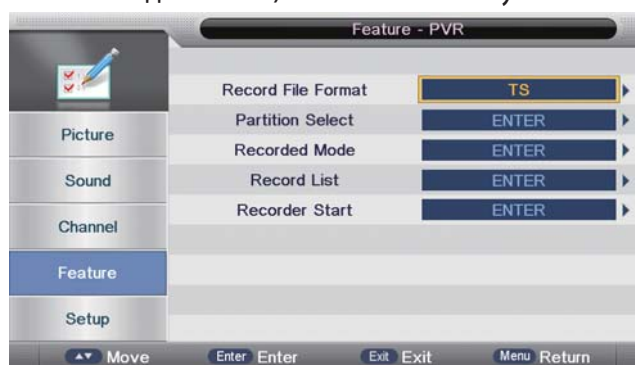 Feature - PVR
Record File Format TS
Partition Select ENTER
Recorded Mode ENTER
Record List ENTER
Recorder Start ENTER
Picture
Sound
Channel
Feature
Setup
Move Enter Enter Exit Exit Menu Return